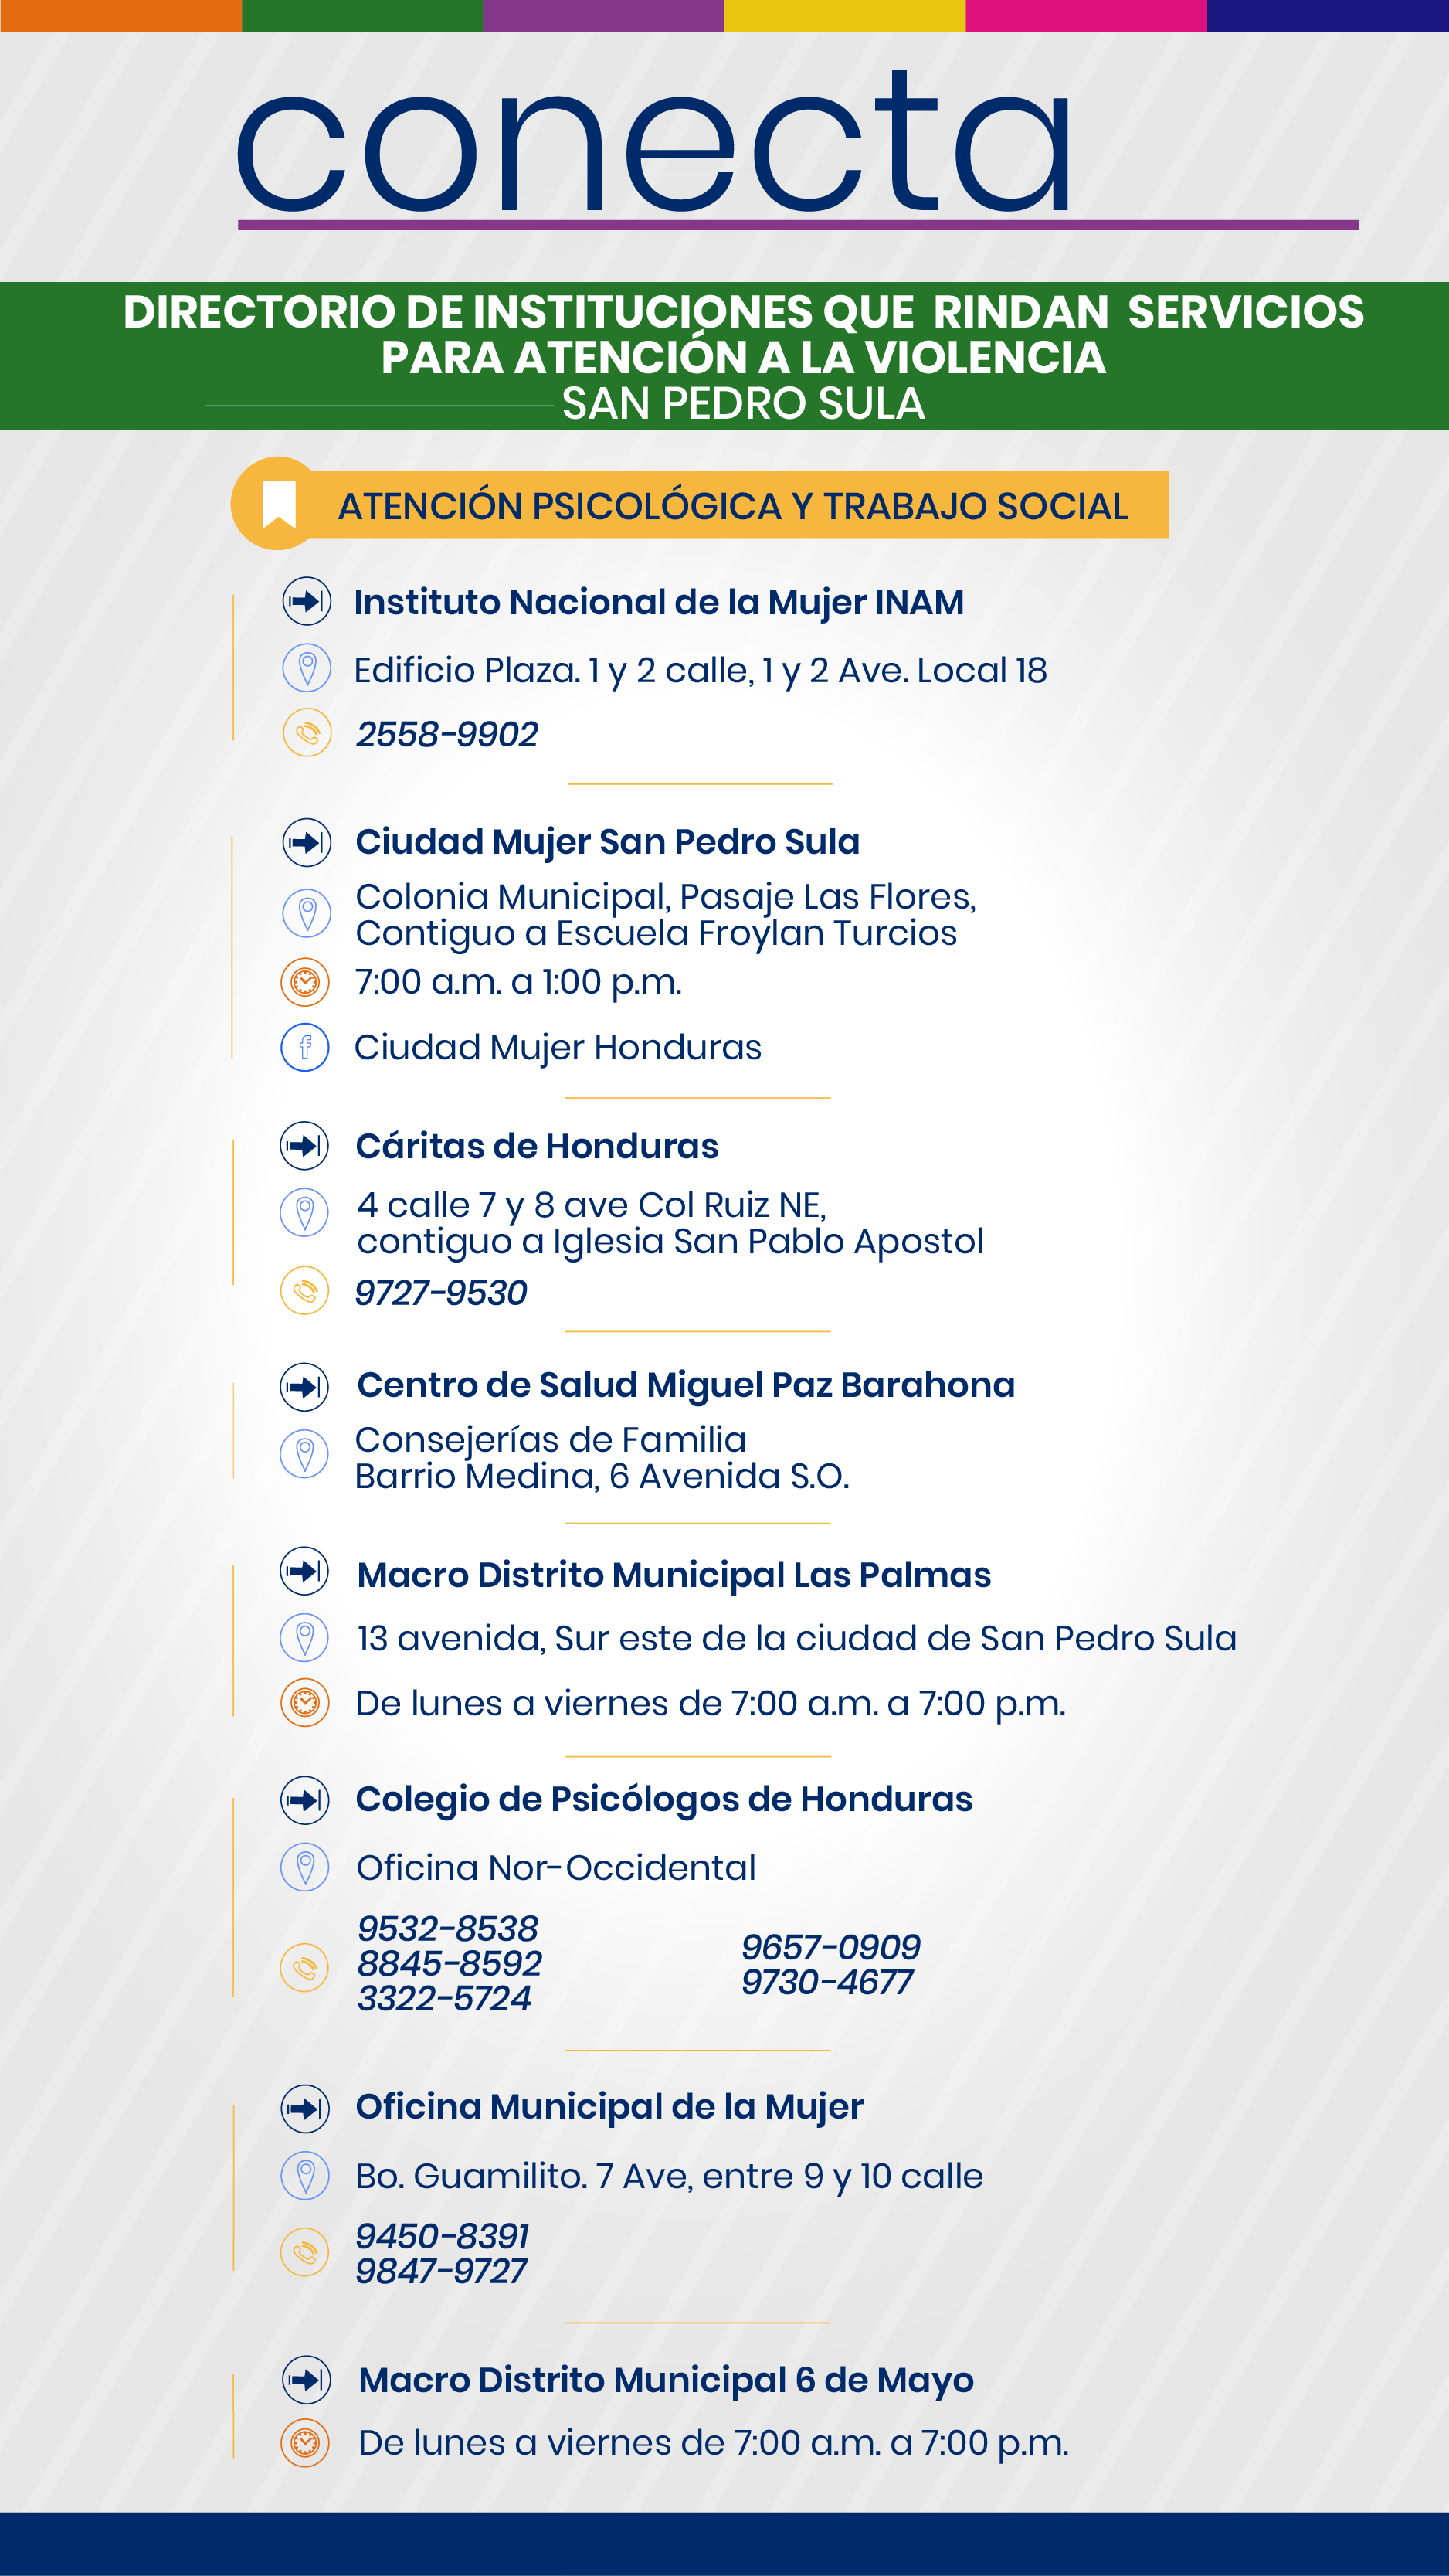 conecta
DIRECTORIO DE INSTITUCIONES QUE RINDAN SERVICIOS
PARA ATENCIÓN A LA VIOLENCIA
SAN PEDRO SULA
ATENCIÓN PSICOLÓGICA Y TRABAJO SOCIAL
Instituto Nacional de la Mujer INAM
Edificio Plaza. 1 y 2 calle, 1 y 2 Ave. Local 18
2558-9902
Ciudad Mujer San Pedro Sula
Colonia Municipal, Pasaje Las Flores,
Contiguo a Escuela Froylan Turcios
7:00 a.m. a 1:00 p.m.
Ciudad Mujer Honduras
Cáritas de Honduras
4 calle 7 y 8 ave Col Ruiz NE,
contiguo a Iglesia San Pablo Apostol
9727-9530
Centro de Salud Miguel Paz Barahona
Consejerías de Familia
Barrio Medina, 6 Avenida S.O.
Macro Distrito Municipal Las Palmas
13 avenida, Sur este de la ciudad de San Pedro Sula
De lunes a viernes de 7:00 a.m. a 7:00 p.m.
Colegio de Psicólogos de Honduras
Oficina Nor-Occidental
9532-8538
8845-8592
3322-5724
9657-0909
9730-4677
Oficina Municipal de la Mujer
Bo. Guamilito. 7 Ave, entre 9 y 10 calle
9450-8391
9847-9727
Macro Distrito Municipal 6 de Mayo
De lunes a viernes de 7:00 a.m. a 7:00 p.m.